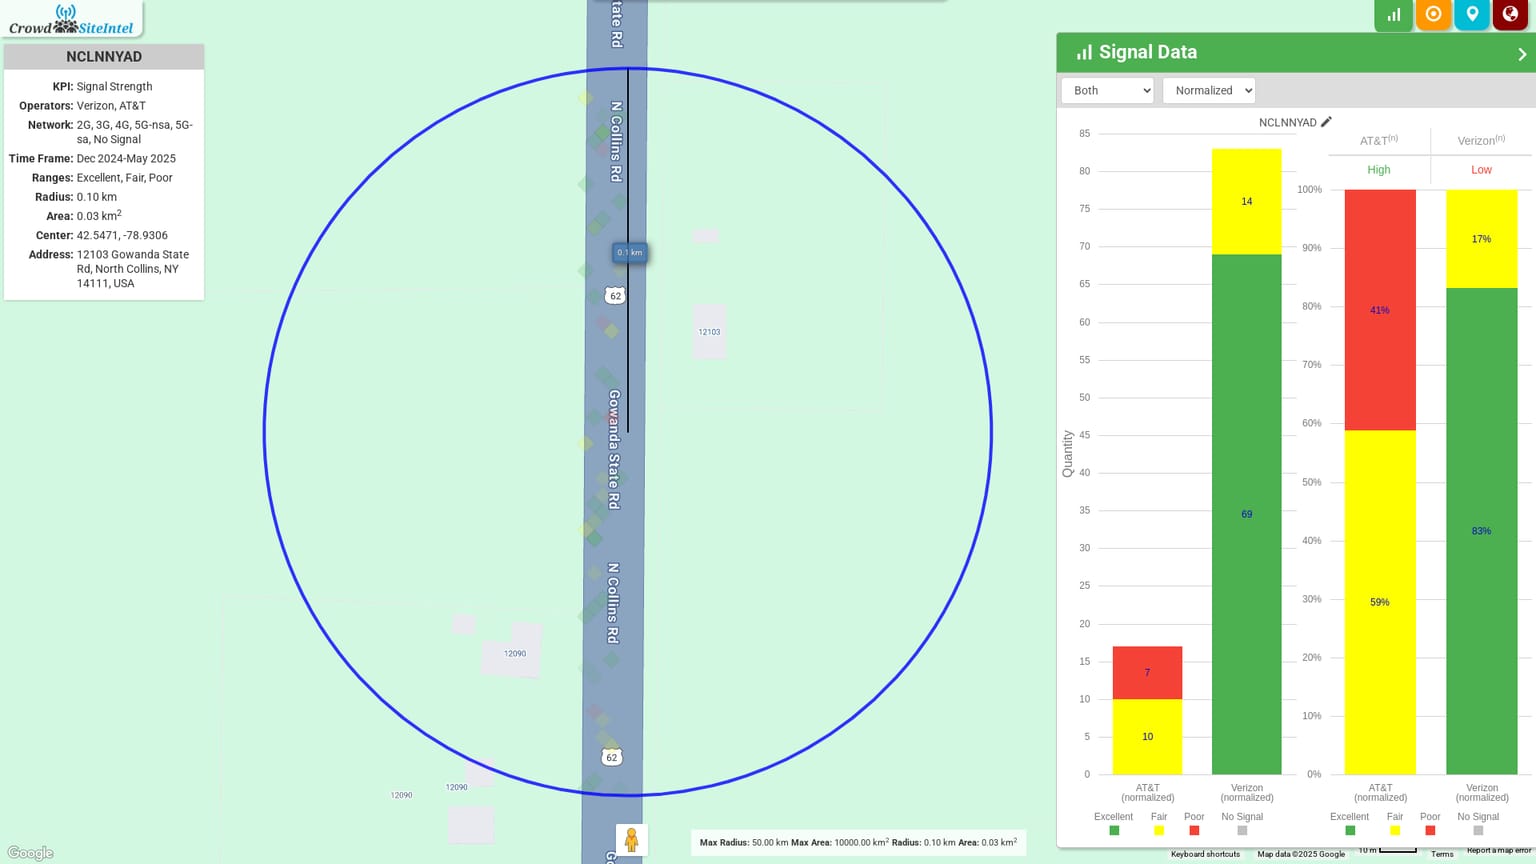 Crowd SiteIntel
NCLNNYAD
KPI: Signal Strength
Operators: Verizon, AT&T
Network: 2G, 3G, 4G, 5G-nsa, 5G-
sa, No Signal
Time Frame: Dec 2024-May 2025
Ranges: Excellent, Fair, Poor
Radius: 0.10 km
Area: 0.03 km2
Center: 42.5471, -78.9306
Address: 12103 Gowanda State
Rd, North Collins, NY
14111, USA
tate Rd
N Collins Rd
0.1 km
62
12103
Gowanda State Rd
N Collins Rd
12090
62
12090
12090
Go
Google
Max Radius: 50.00 km Max Area: 10000.00 km2 Radius: 0.10 km Area: 0.03 km2
Signal Data
Both
Normalized
NCLNNYAD
85
80
75
70
65
60
55
50
45
40
35
30
25
20
15
10
5
0
Quantity
14
69
7
10
AT&T
(normalized)
Verizon
(normalized)
Excellent Fair Poor No Signal
AT&T(n) Verizon(n)
High Low
100%
90%
80%
70%
60%
50%
40%
30%
20%
10%
0%
41%
59%
17%
83%
AT&T
(normalized)
Verizon
(normalized)
Excellent Fair Poor No Signal
Keyboard shortcuts Map data ©2025 Google 10 m Terms Report a map error